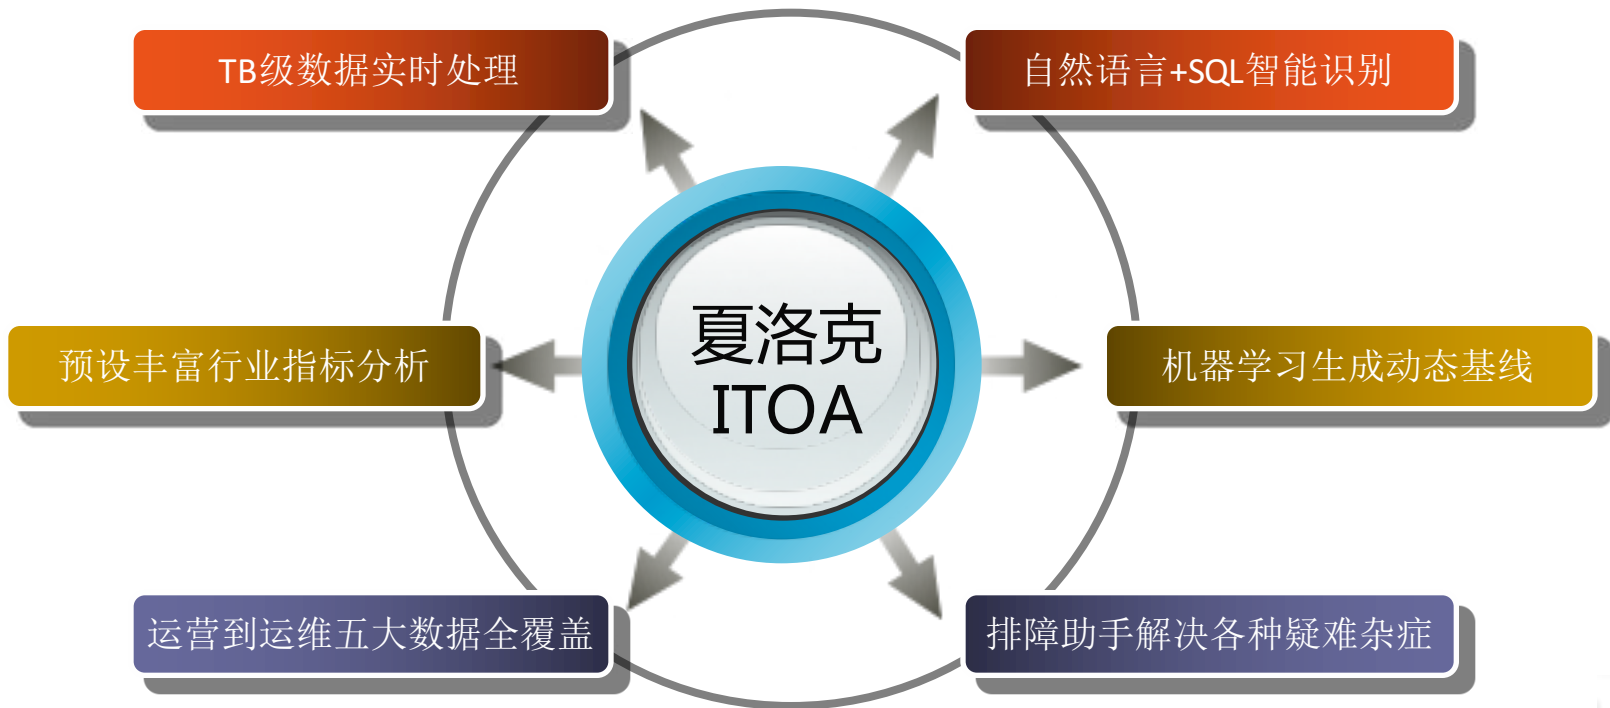 TB级数据实时处理
自然语言+SQL智能识别
夏洛克
ITOA
预设丰富行业指标分析
机器学习生成动态基线
运营到运维五大数据全覆盖
排障助手解决各种疑难杂症